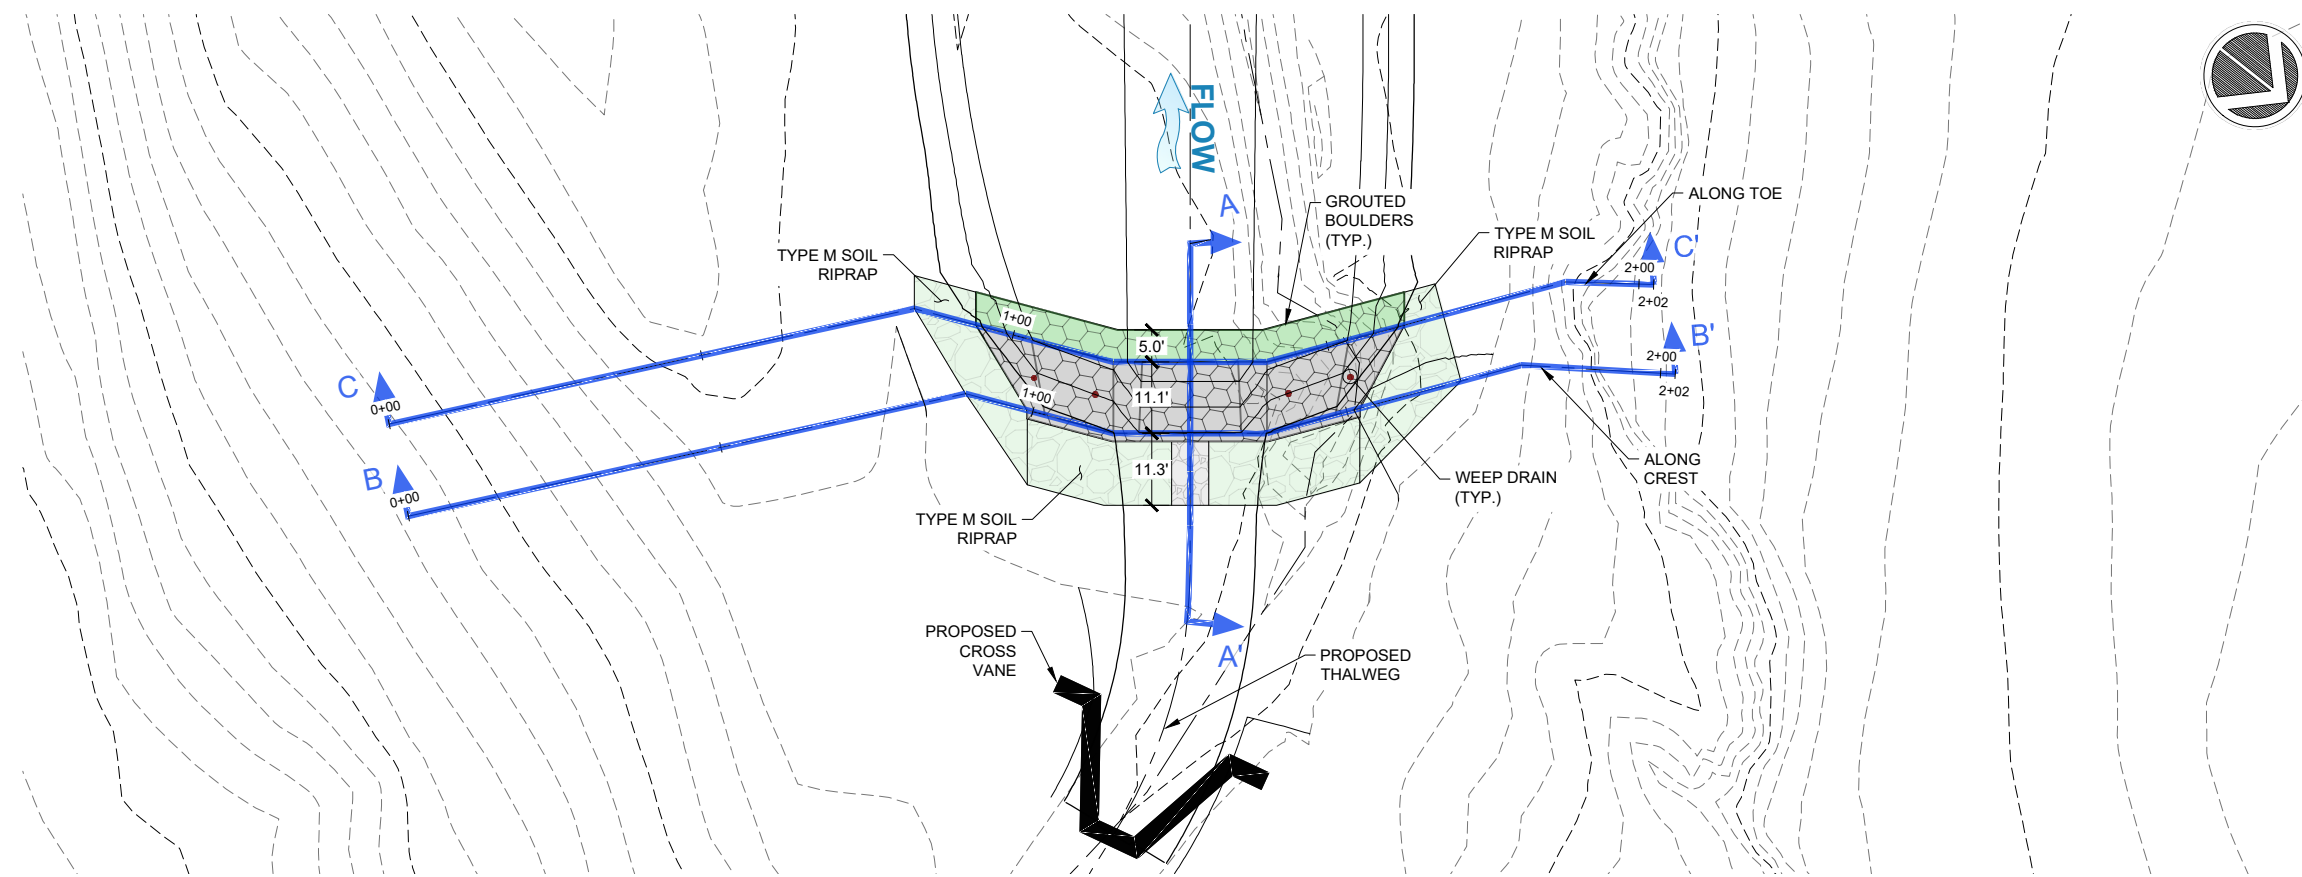 FLOW
A
GROUTED
BOULDERS
(TYP.)
ALONG TOE
TYPE M SOIL
RIPRAP
TYPE M SOIL
RIPRAP
C'
2+00
2+02
1+00
5.0'
B'
2+00
2+02
C
0+00
1+00
11.1'
B
0+00
11.3'
WEEP DRAIN
(TYP.)
ALONG
CREST
TYPE M SOIL
RIPRAP
PROPOSED
CROSS
VANE
A'
PROPOSED
THALWEG